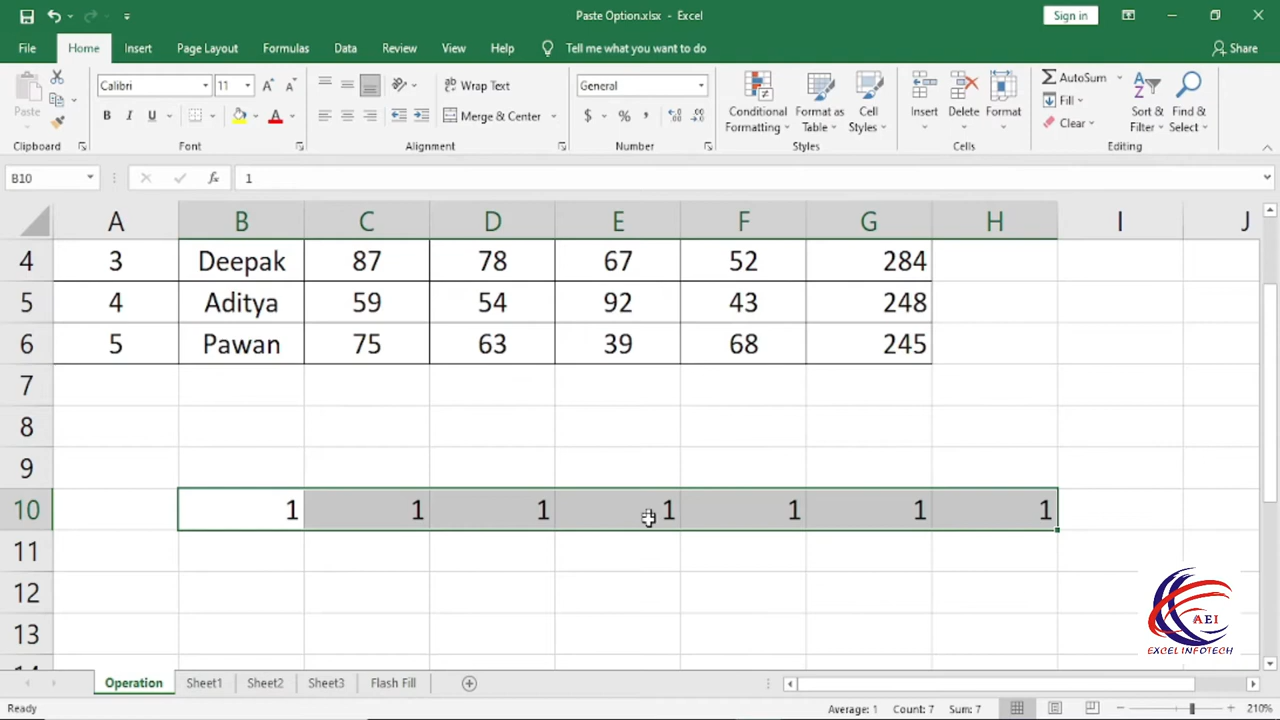 Paste Option.xlsx - Excel
Sign in
File Home Insert Page Layout Formulas Data Review View Help Tell me what you want to do Share
Paste
Calibri 11
B I U A
Wrap Text
Merge & Center
General
$ % ,
Conditional Formatting
Format as Table
Cell Styles
Insert
Delete
Format
AutoSum
Fill
Clear
Sort & Filter
Find & Select
Clipboard Font Alignment Number Styles Cells Editing
B10 fx 1
A B C D E F G H I J
4 3 Deepak 87 78 67 52 284
5 4 Aditya 59 54 92 43 248
6 5 Pawan 75 63 39 68 245
7
8
9
10 1 1 1 1 1 1 1
11
12
13
AEI
EXCEL INFOTECH
Operation Sheet1 Sheet2 Sheet3 Flash Fill
Ready Average: 1 Count: 7 Sum: 7 210%